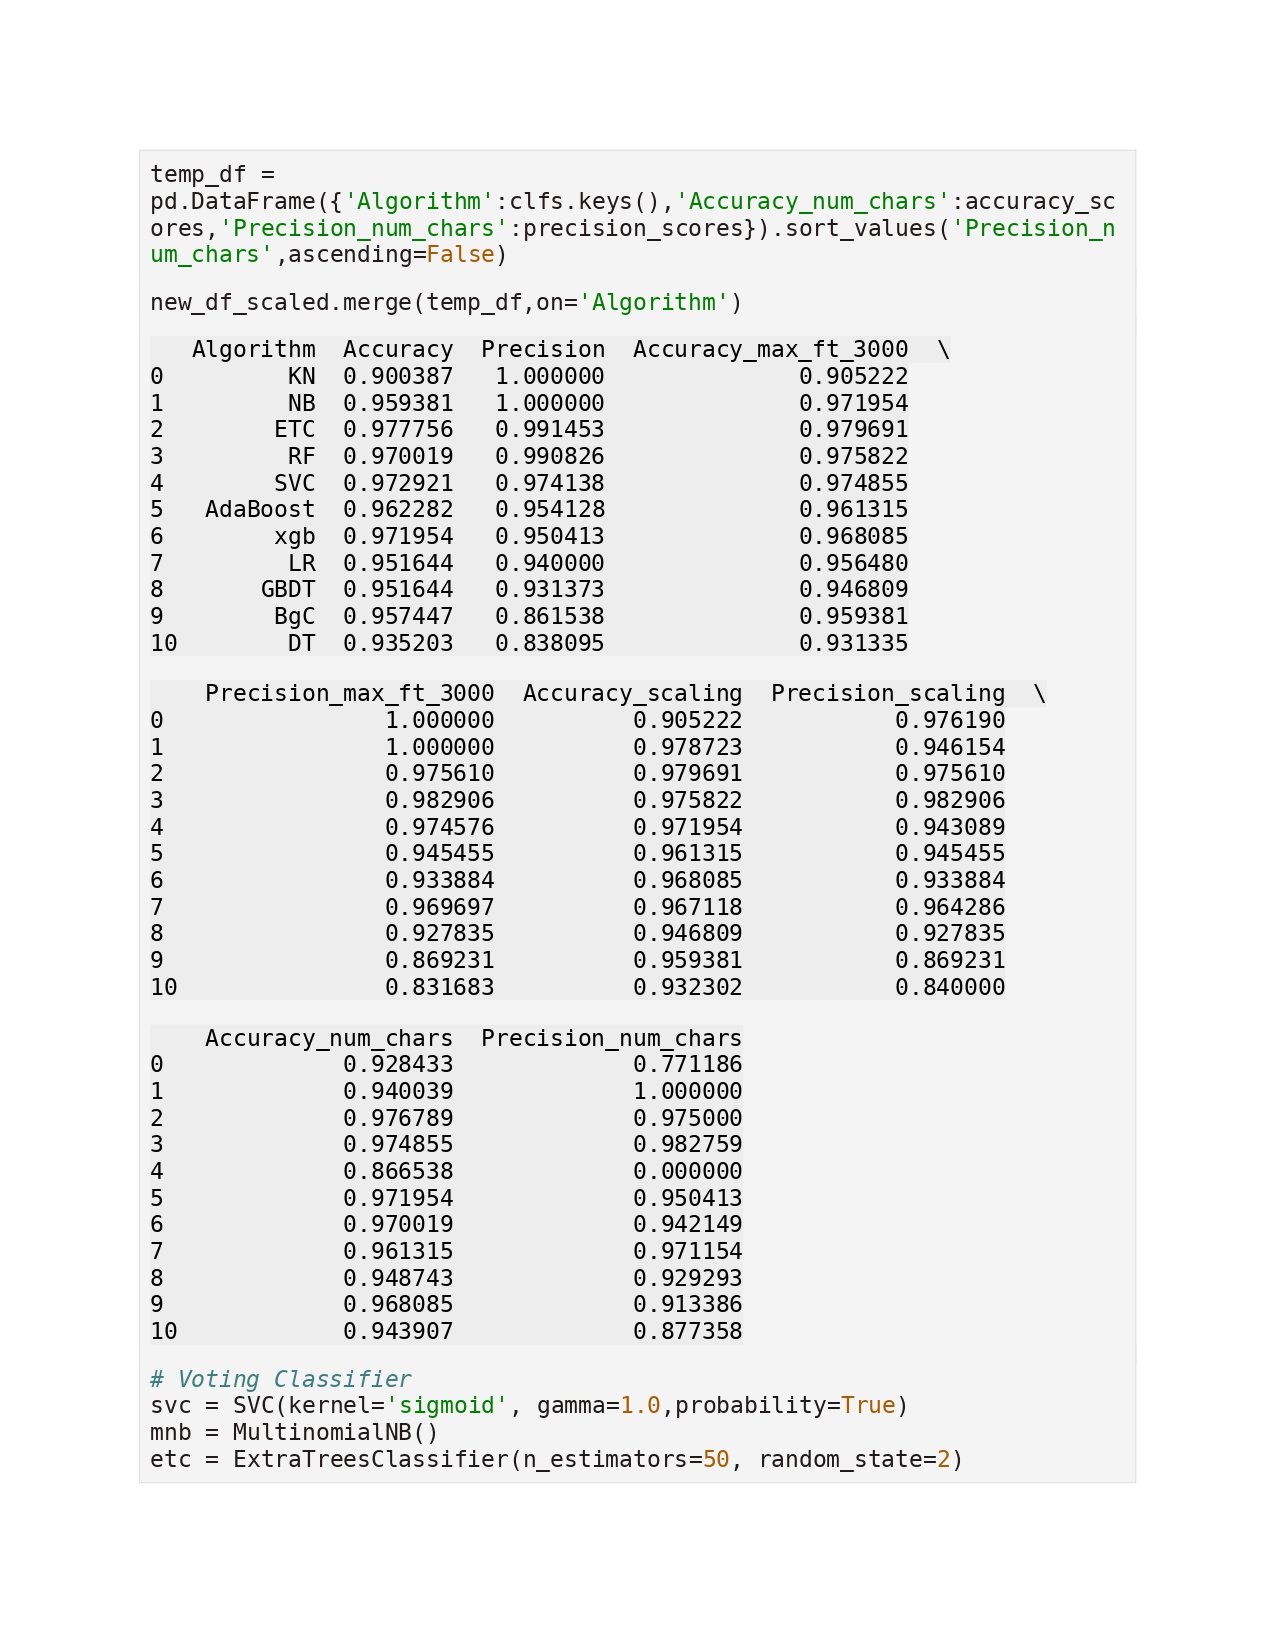 temp_df =
pd.DataFrame({'Algorithm':clfs.keys(),'Accuracy_num_chars':accuracy_sc
ores,'Precision_num_chars':precision_scores}).sort_values('Precision_n
um_chars',ascending=False)
new_df_scaled.merge(temp_df,on='Algorithm')
   Algorithm  Accuracy  Precision  Accuracy_max_ft_3000  \
0         KN  0.900387   1.000000              0.905222
1         NB  0.959381   1.000000              0.971954
2        ETC  0.977756   0.991453              0.979691
3         RF  0.970019   0.990826              0.975822
4        SVC  0.972921   0.974138              0.974855
5   AdaBoost  0.962282   0.954128              0.961315
6        xgb  0.971954   0.950413              0.968085
7         LR  0.951644   0.940000              0.956480
8       GBDT  0.951644   0.931373              0.946809
9        BgC  0.957447   0.861538              0.959381
10        DT  0.935203   0.838095              0.931335
    Precision_max_ft_3000  Accuracy_scaling  Precision_scaling  \
0                1.000000          0.905222           0.976190
1                1.000000          0.978723           0.946154
2                0.975610          0.979691           0.975610
3                0.982906          0.975822           0.982906
4                0.974576          0.971954           0.943089
5                0.945455          0.961315           0.945455
6                0.933884          0.968085           0.933884
7                0.969697          0.967118           0.964286
8                0.927835          0.946809           0.927835
9                0.869231          0.959381           0.869231
10               0.831683          0.932302           0.840000
    Accuracy_num_chars  Precision_num_chars
0             0.928433             0.771186
1             0.940039             1.000000
2             0.976789             0.975000
3             0.974855             0.982759
4             0.866538             0.000000
5             0.971954             0.950413
6             0.970019             0.942149
7             0.961315             0.971154
8             0.948743             0.929293
9             0.968085             0.913386
10            0.943907             0.877358
# Voting Classifier
svc = SVC(kernel='sigmoid', gamma=1.0,probability=True)
mnb = MultinomialNB()
etc = ExtraTreesClassifier(n_estimators=50, random_state=2)